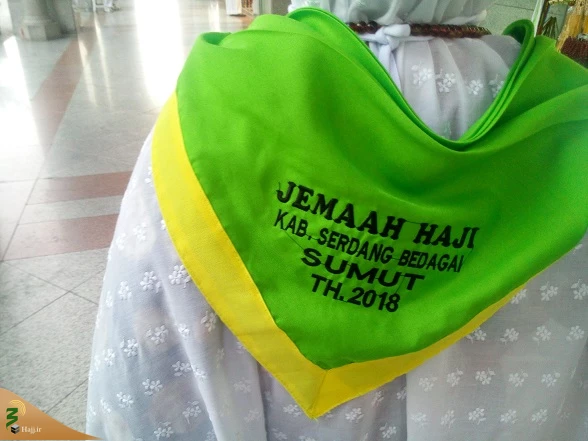 JEMAAH HAJI
KAB. SERDANG BEDAGAI
SUMUT
TH.2018
Hajj.ir